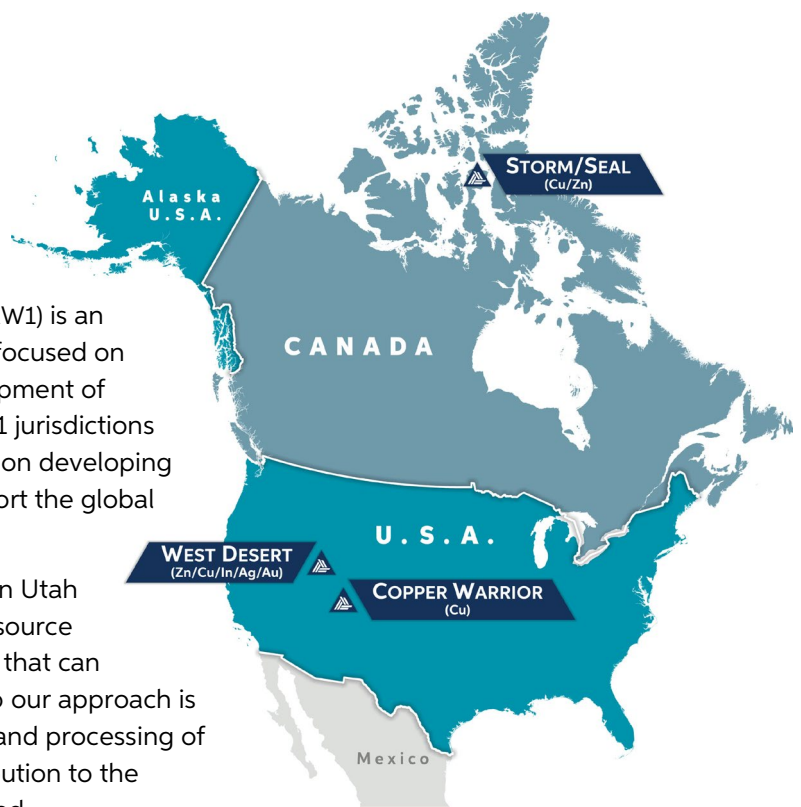 STORM/SEAL
(Cu/Zn)
Alaska
U.S.A.
W1) is an
focused on
opment of
1 jurisdictions
on developing
ort the global
CANADA
U.S.A.
WEST DESERT
(Zn/Cu/In/Ag/Au)
COPPER WARRIOR
(Cu)
n Utah
source
that can
o our approach is
and processing of
ution to the
Mexico